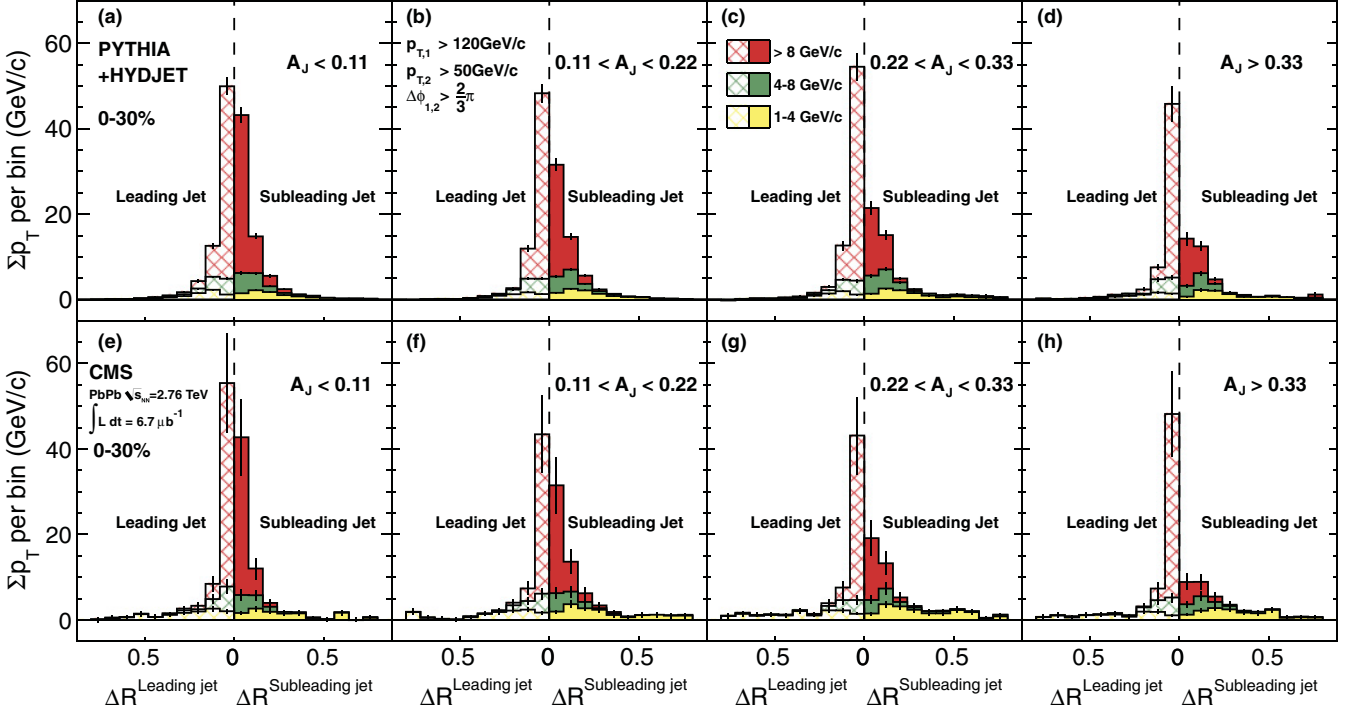 (a)
PYTHIA
+HYDJET
0-30%
A_J < 0.11
Leading Jet
Subleading Jet
(b)
p_T,1 > 120GeV/c
p_T,2 > 50GeV/c
Δϕ_1,2 > 2/3 π
0.11 < A_J < 0.22
Leading Jet
Subleading Jet
(c)
0.22 < A_J < 0.33
> 8 GeV/c
4-8 GeV/c
1-4 GeV/c
Leading Jet
Subleading Jet
(d)
A_J > 0.33
Leading Jet
Subleading Jet
Σp_T per bin (GeV/c)
60
40
20
0
(e)
CMS
PbPb √s_NN=2.76 TeV
∫L dt = 6.7 μb^-1
0-30%
A_J < 0.11
Leading Jet
Subleading Jet
(f)
0.11 < A_J < 0.22
Leading Jet
Subleading Jet
(g)
0.22 < A_J < 0.33
Leading Jet
Subleading Jet
(h)
A_J > 0.33
Leading Jet
Subleading Jet
Σp_T per bin (GeV/c)
60
40
20
0
0.5 0 0.5 0.5 0 0.5 0.5 0 0.5 0.5 0 0.5
ΔR^Leading jet ΔR^Subleading jet ΔR^Leading jet ΔR^Subleading jet ΔR^Leading jet ΔR^Subleading jet ΔR^Leading jet ΔR^Subleading jet